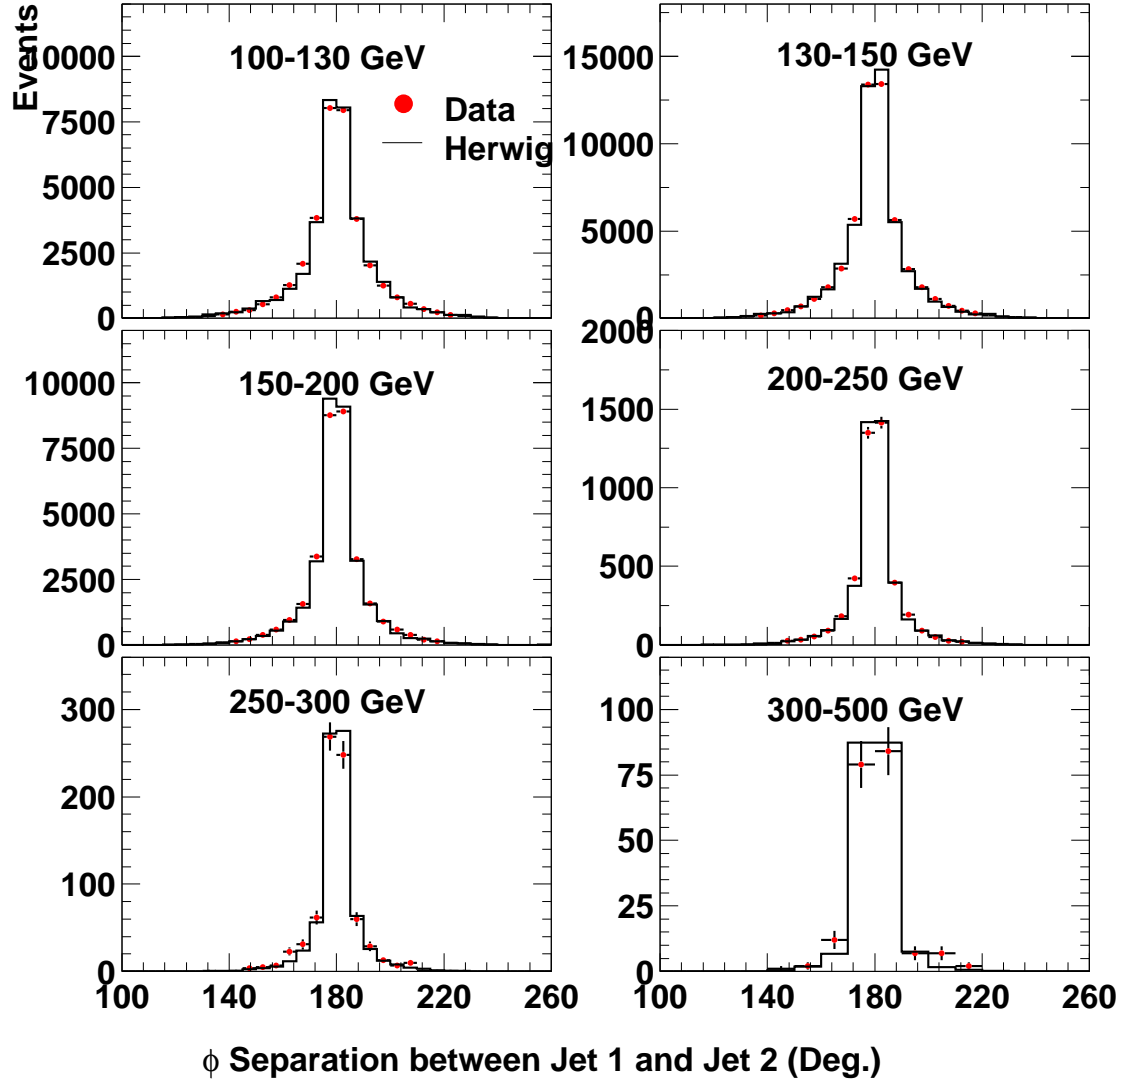 Events
10000
7500
5000
2500
0
100-130 GeV
Data
Herwig
15000
10000
5000
0
130-150 GeV
10000
7500
5000
2500
0
150-200 GeV
2000
1500
1000
500
0
200-250 GeV
300
200
100
0
250-300 GeV
100
75
50
25
0
300-500 GeV
100 140 180 220 260
100 140 180 220 260
ϕ Separation between Jet 1 and Jet 2 (Deg.)